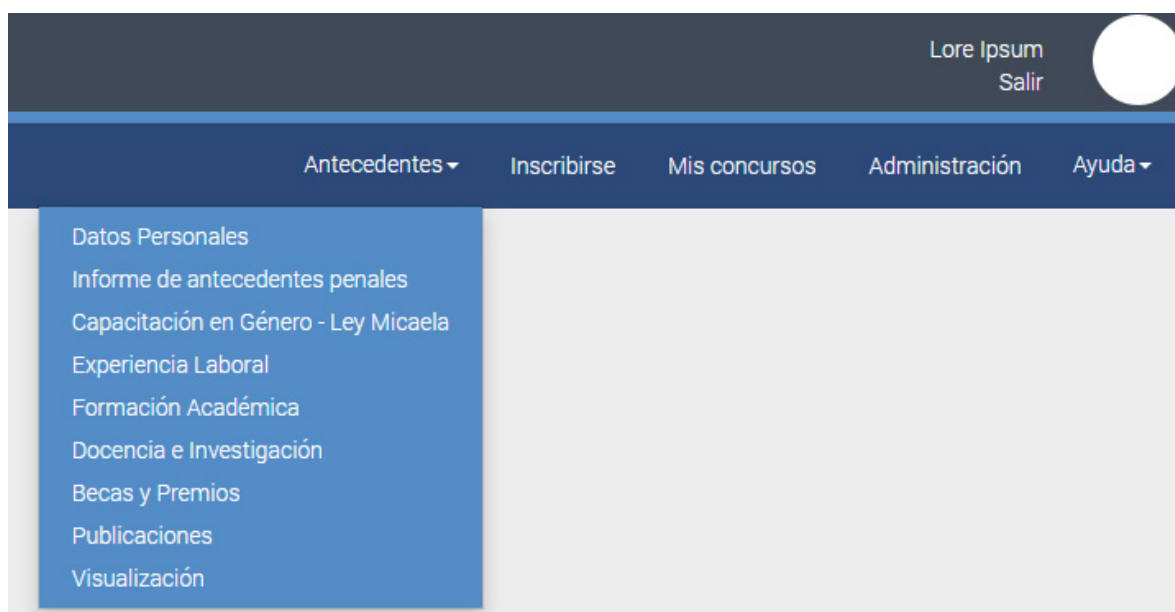 Lore Ipsum
Salir
Antecedentes Inscribirse Mis concursos Administración Ayuda
Datos Personales
Informe de antecedentes penales
Capacitación en Género - Ley Micaela
Experiencia Laboral
Formación Académica
Docencia e Investigación
Becas y Premios
Publicaciones
Visualización